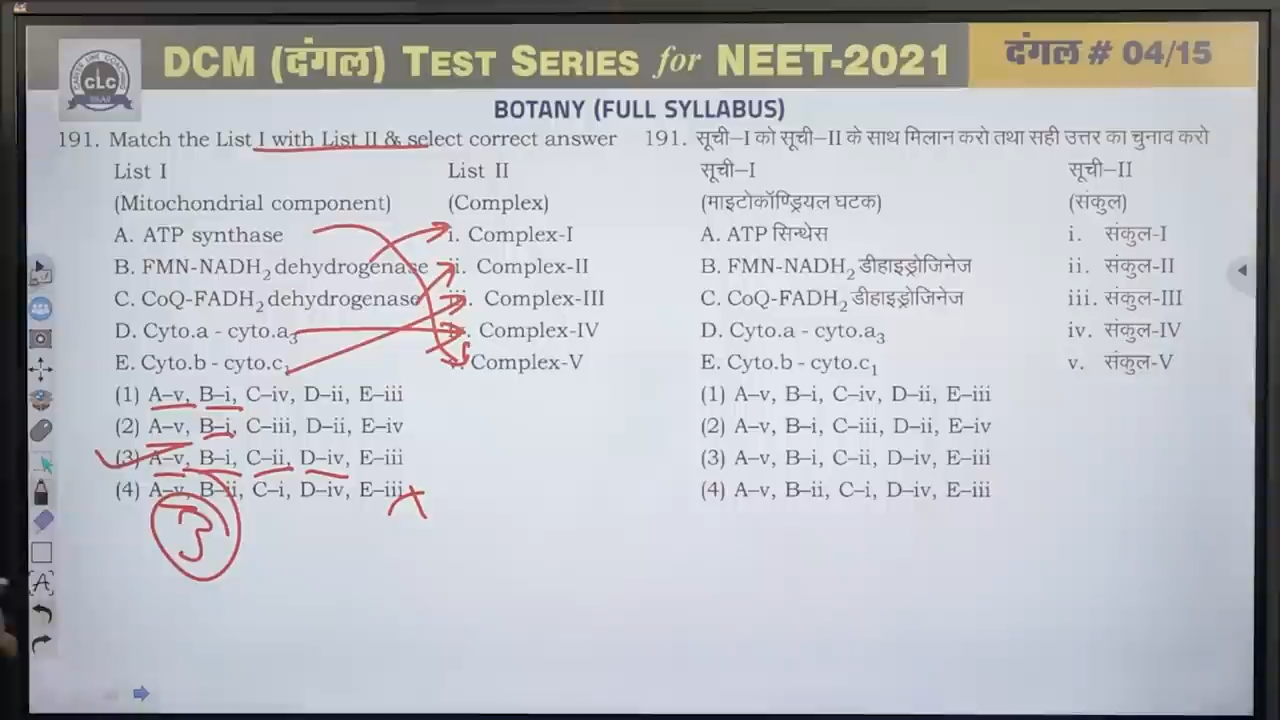 DCM (दंगल) TEST SERIES for NEET-2021
दंगल # 04/15
CLC
BOTANY (FULL SYLLABUS)
191. Match the List I with List II & select correct answer
List I List II
(Mitochondrial component) (Complex)
A. ATP synthase i. Complex-I
B. FMN-NADH2 dehydrogenase ii. Complex-II
C. CoQ-FADH2 dehydrogenase Complex-III
D. Cyto.a - cyto.a3 Complex-IV
E. Cyto.b - cyto.c1 Complex-V
(1) A–v, B–i, C–iv, D–ii, E–iii
(2) A–v, B–i, C–iii, D–ii, E–iv
(3) A–v, B–i, C–ii, D–iv, E–iii
(4) A–v, B–ii, C–i, D–iv, E–iii
3
191. सूची–I को सूची–II के साथ मिलान करो तथा सही उत्तर का चुनाव करो
सूची–I सूची–II
(माइटोकॉण्ड्रियल घटक) (संकुल)
A. ATP सिन्थेस i. संकुल-I
B. FMN-NADH2 डीहाइड्रोजिनेज ii. संकुल-II
C. CoQ-FADH2 डीहाइड्रोजिनेज iii. संकुल-III
D. Cyto.a - cyto.a3 iv. संकुल-IV
E. Cyto.b - cyto.c1 v. संकुल-V
(1) A–v, B–i, C–iv, D–ii, E–iii
(2) A–v, B–i, C–iii, D–ii, E–iv
(3) A–v, B–i, C–ii, D–iv, E–iii
(4) A–v, B–ii, C–i, D–iv, E–iii